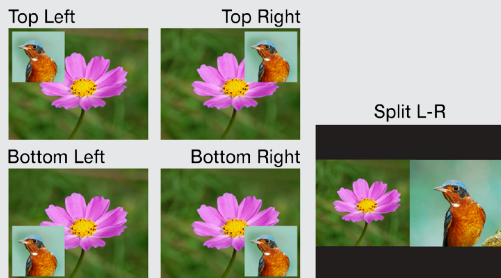 Top Left
Top Right
Split L-R
Bottom Left
Bottom Right